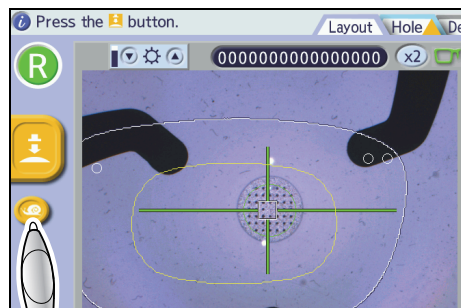 Press the button.
Layout Hole De
R
0000000000000000 x2